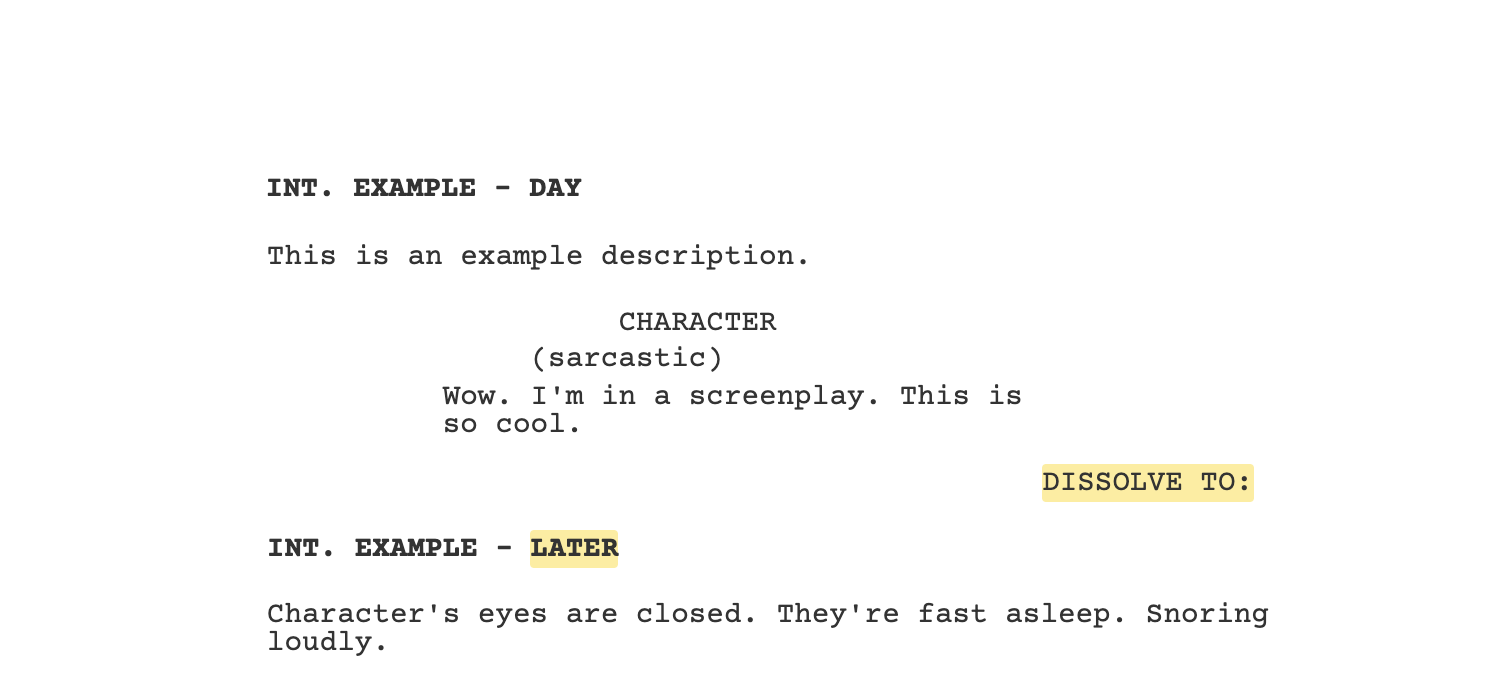 INT. EXAMPLE - DAY
This is an example description.
CHARACTER
(sarcastic)
Wow. I'm in a screenplay. This is
so cool.
DISSOLVE TO:
INT. EXAMPLE - LATER
Character's eyes are closed. They're fast asleep. Snoring
loudly.